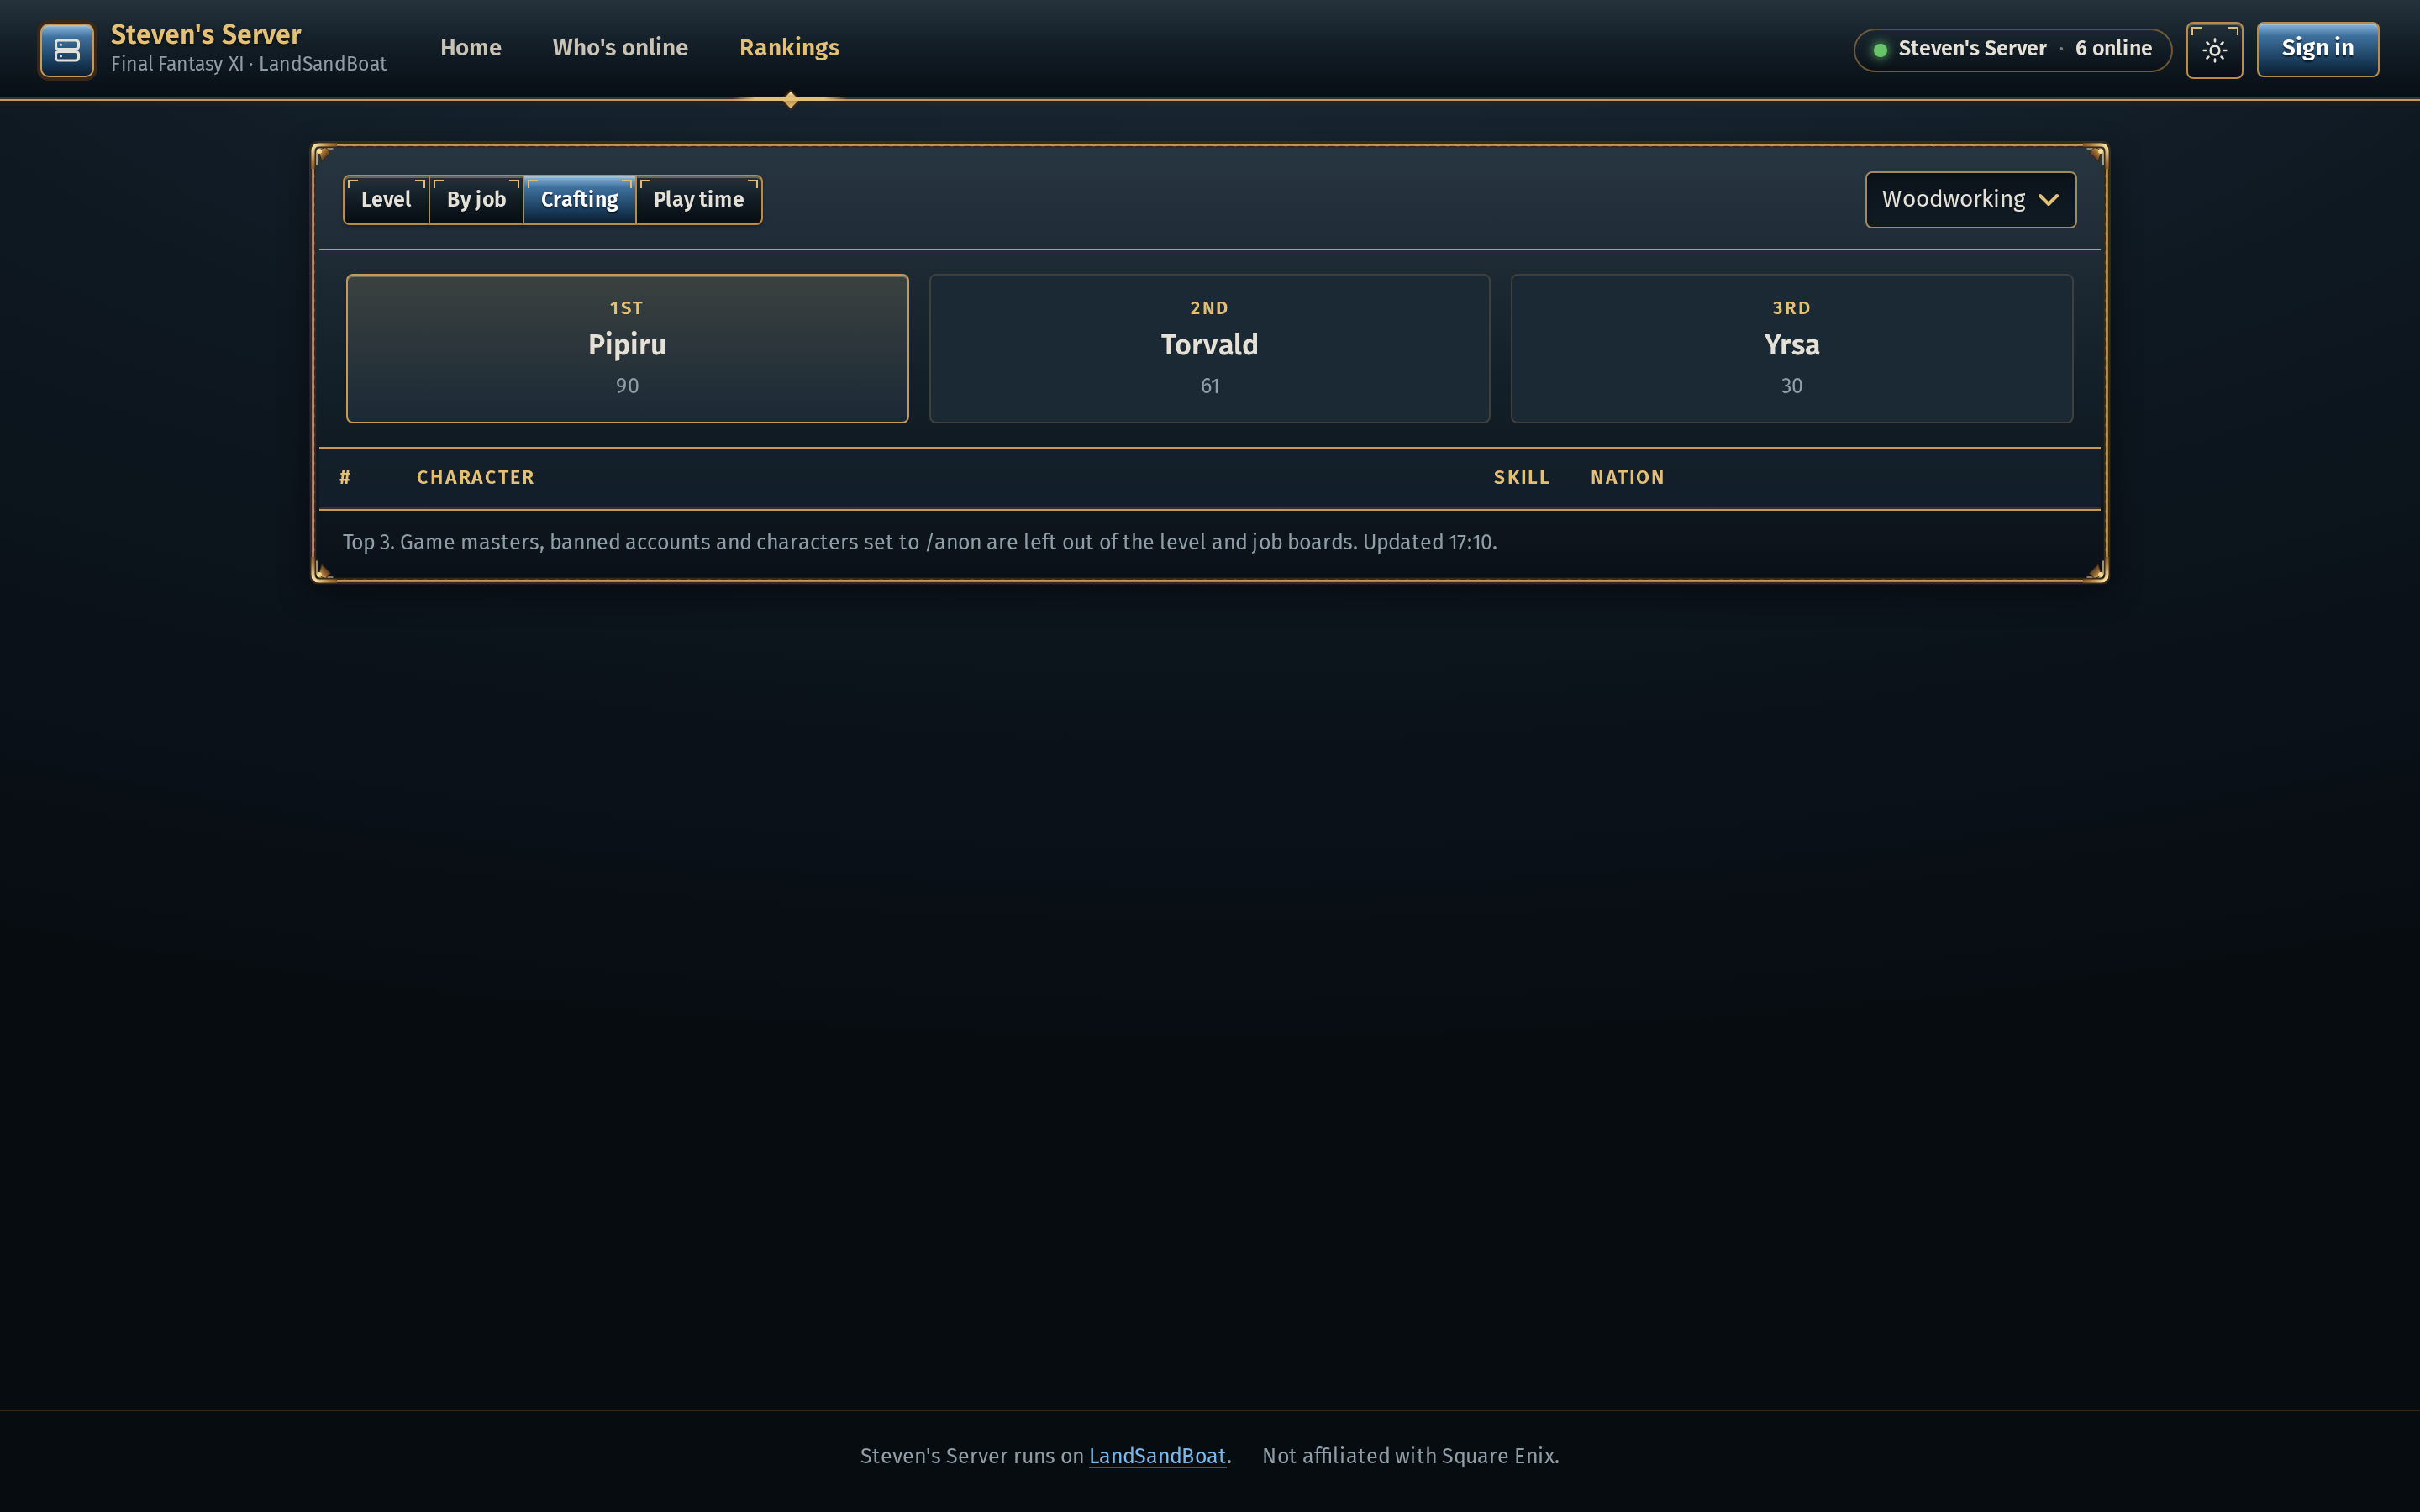 Steven's Server
Final Fantasy XI · LandSandBoat
Home
Who's online
Rankings
Steven's Server · 6 online
Sign in
Level
By job
Crafting
Play time
Woodworking
1ST
Pipiru
90
2ND
Torvald
61
3RD
Yrsa
30
# CHARACTER SKILL NATION
Top 3. Game masters, banned accounts and characters set to /anon are left out of the level and job boards. Updated 17:10.
Steven's Server runs on LandSandBoat. Not affiliated with Square Enix.